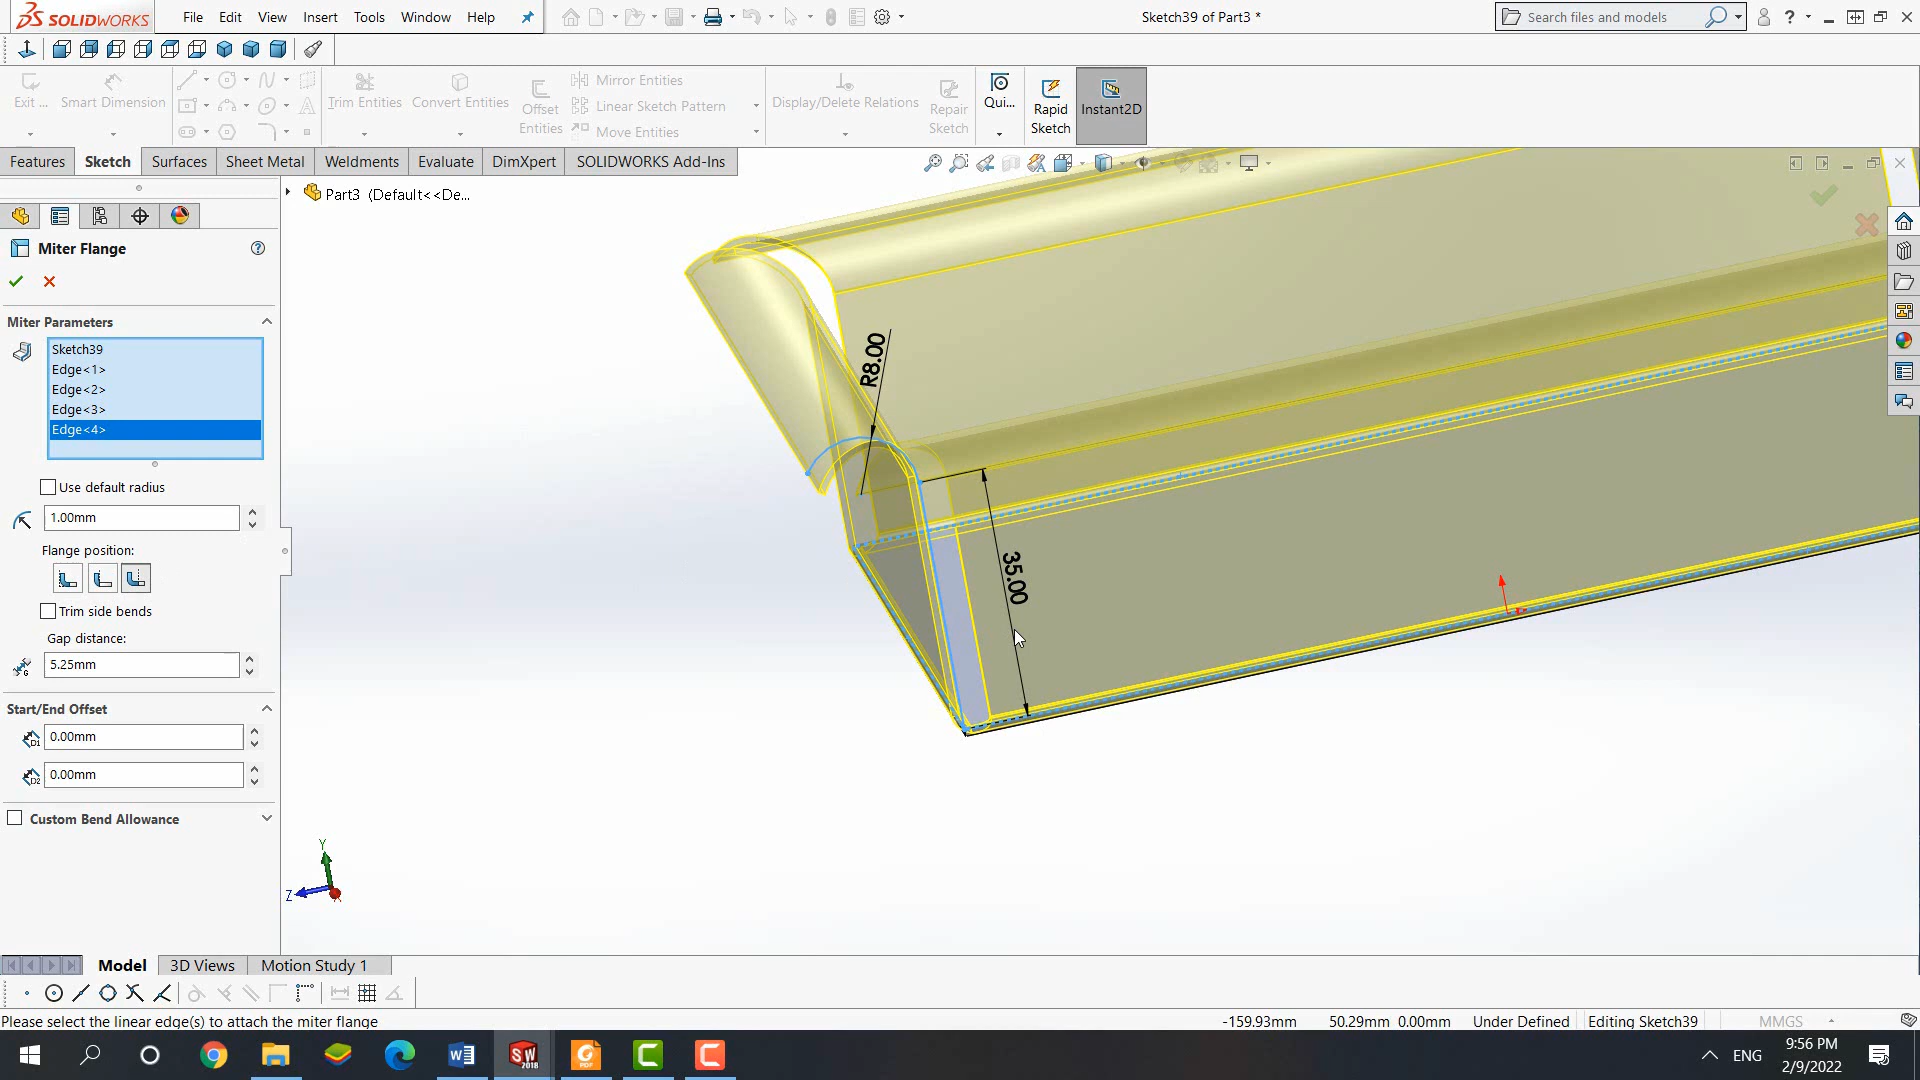 SOLIDWORKS
File Edit View Insert Tools Window Help
Sketch39 of Part3 *
Search files and models
Exit ...
Smart Dimension
Trim Entities
Convert Entities
Offset Entities
Mirror Entities
Linear Sketch Pattern
Move Entities
Display/Delete Relations
Repair Sketch
Qui...
Rapid Sketch
Instant2D
Features Sketch Surfaces Sheet Metal Weldments Evaluate DimXpert SOLIDWORKS Add-Ins
Part3 (Default<<De...
Miter Flange
Miter Parameters
Sketch39
Edge<1>
Edge<2>
Edge<3>
Edge<4>
Use default radius
1.00mm
Flange position:
Trim side bends
Gap distance:
5.25mm
Start/End Offset
0.00mm
0.00mm
Custom Bend Allowance
R8.00
35.00
Y
Z
X
Model 3D Views Motion Study 1
Please select the linear edge(s) to attach the miter flange
-159.93mm 50.29mm 0.00mm Under Defined Editing Sketch39 MMGS
ENG
9:56 PM
2/9/2022